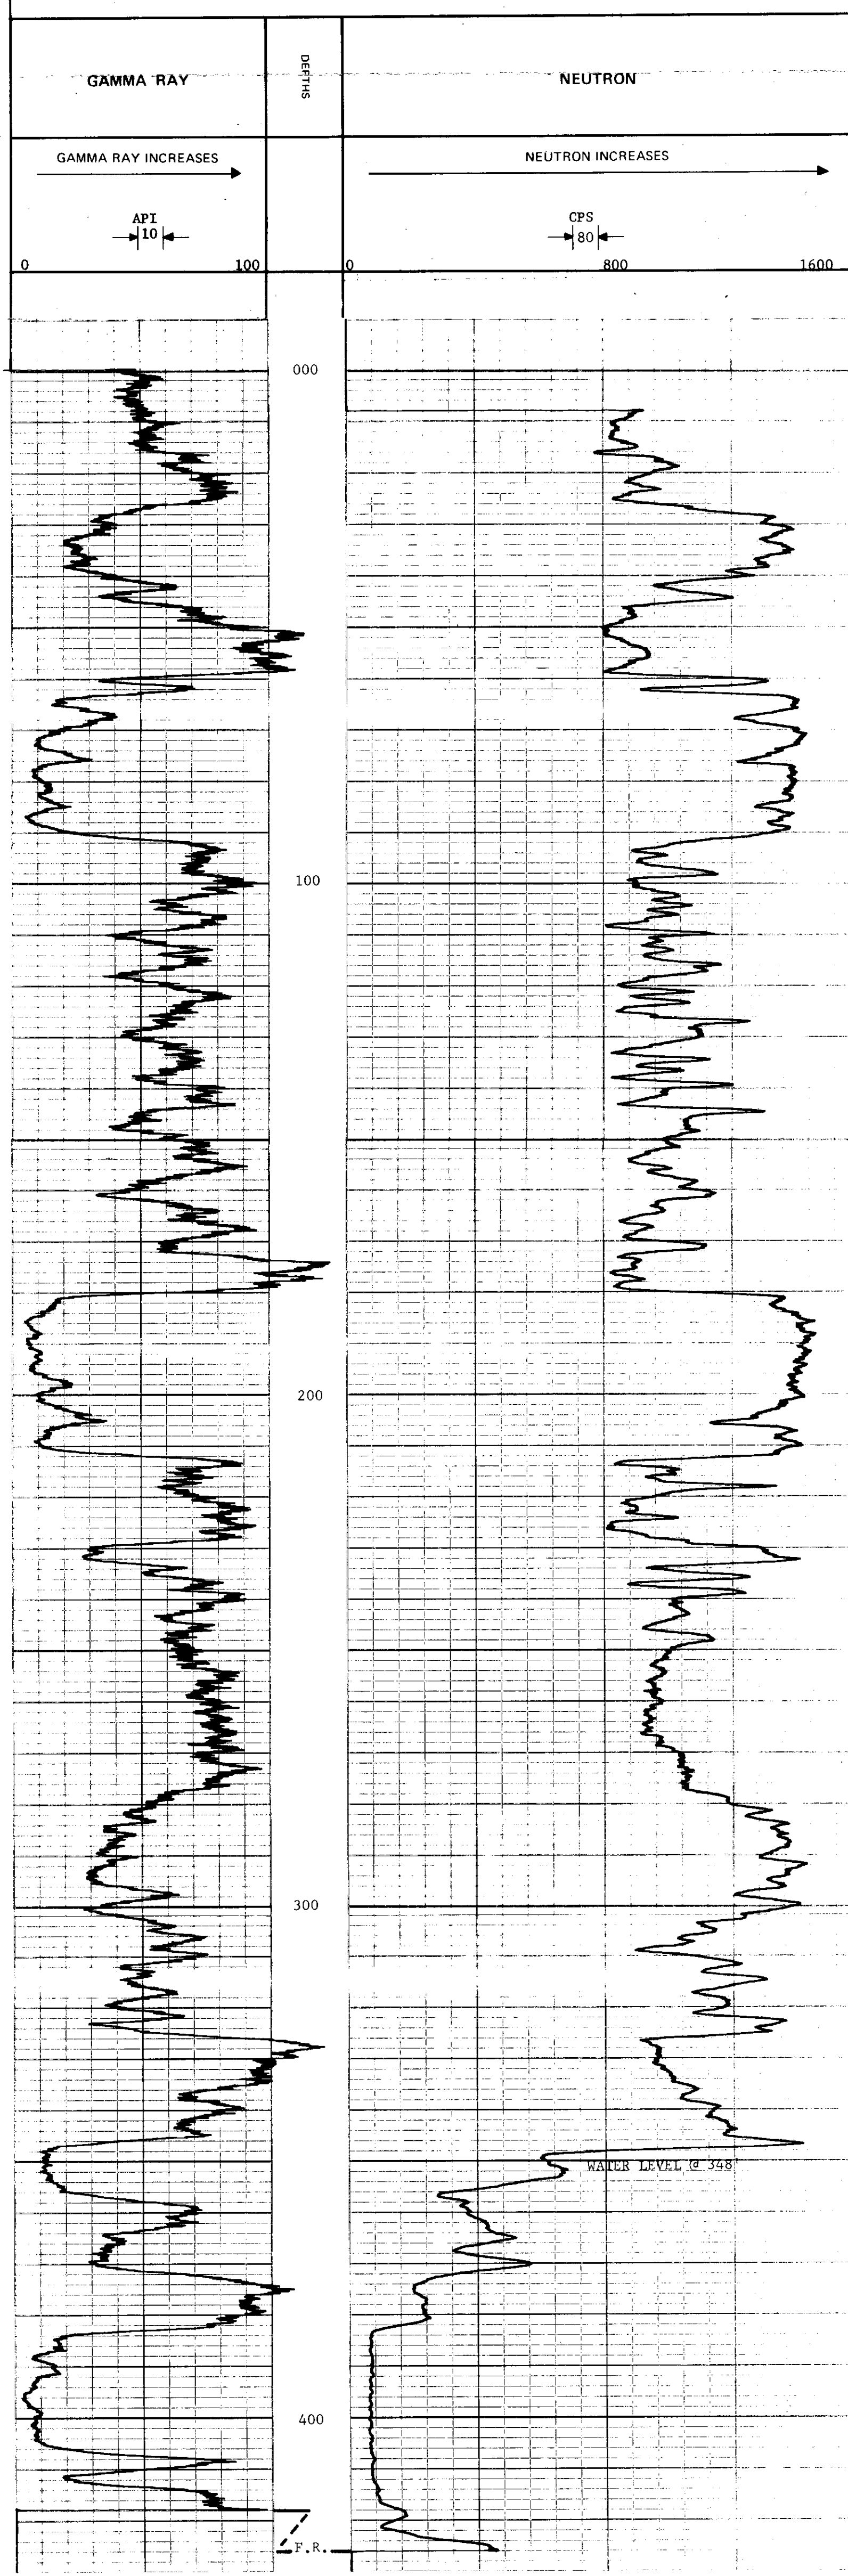 GAMMA RAY DEPTHS NEUTRON
GAMMA RAY INCREASES NEUTRON INCREASES
API CPS
10 80
0 100 0 800 1600
000
100
200
300
WATER LEVEL @ 348
400
F.R.